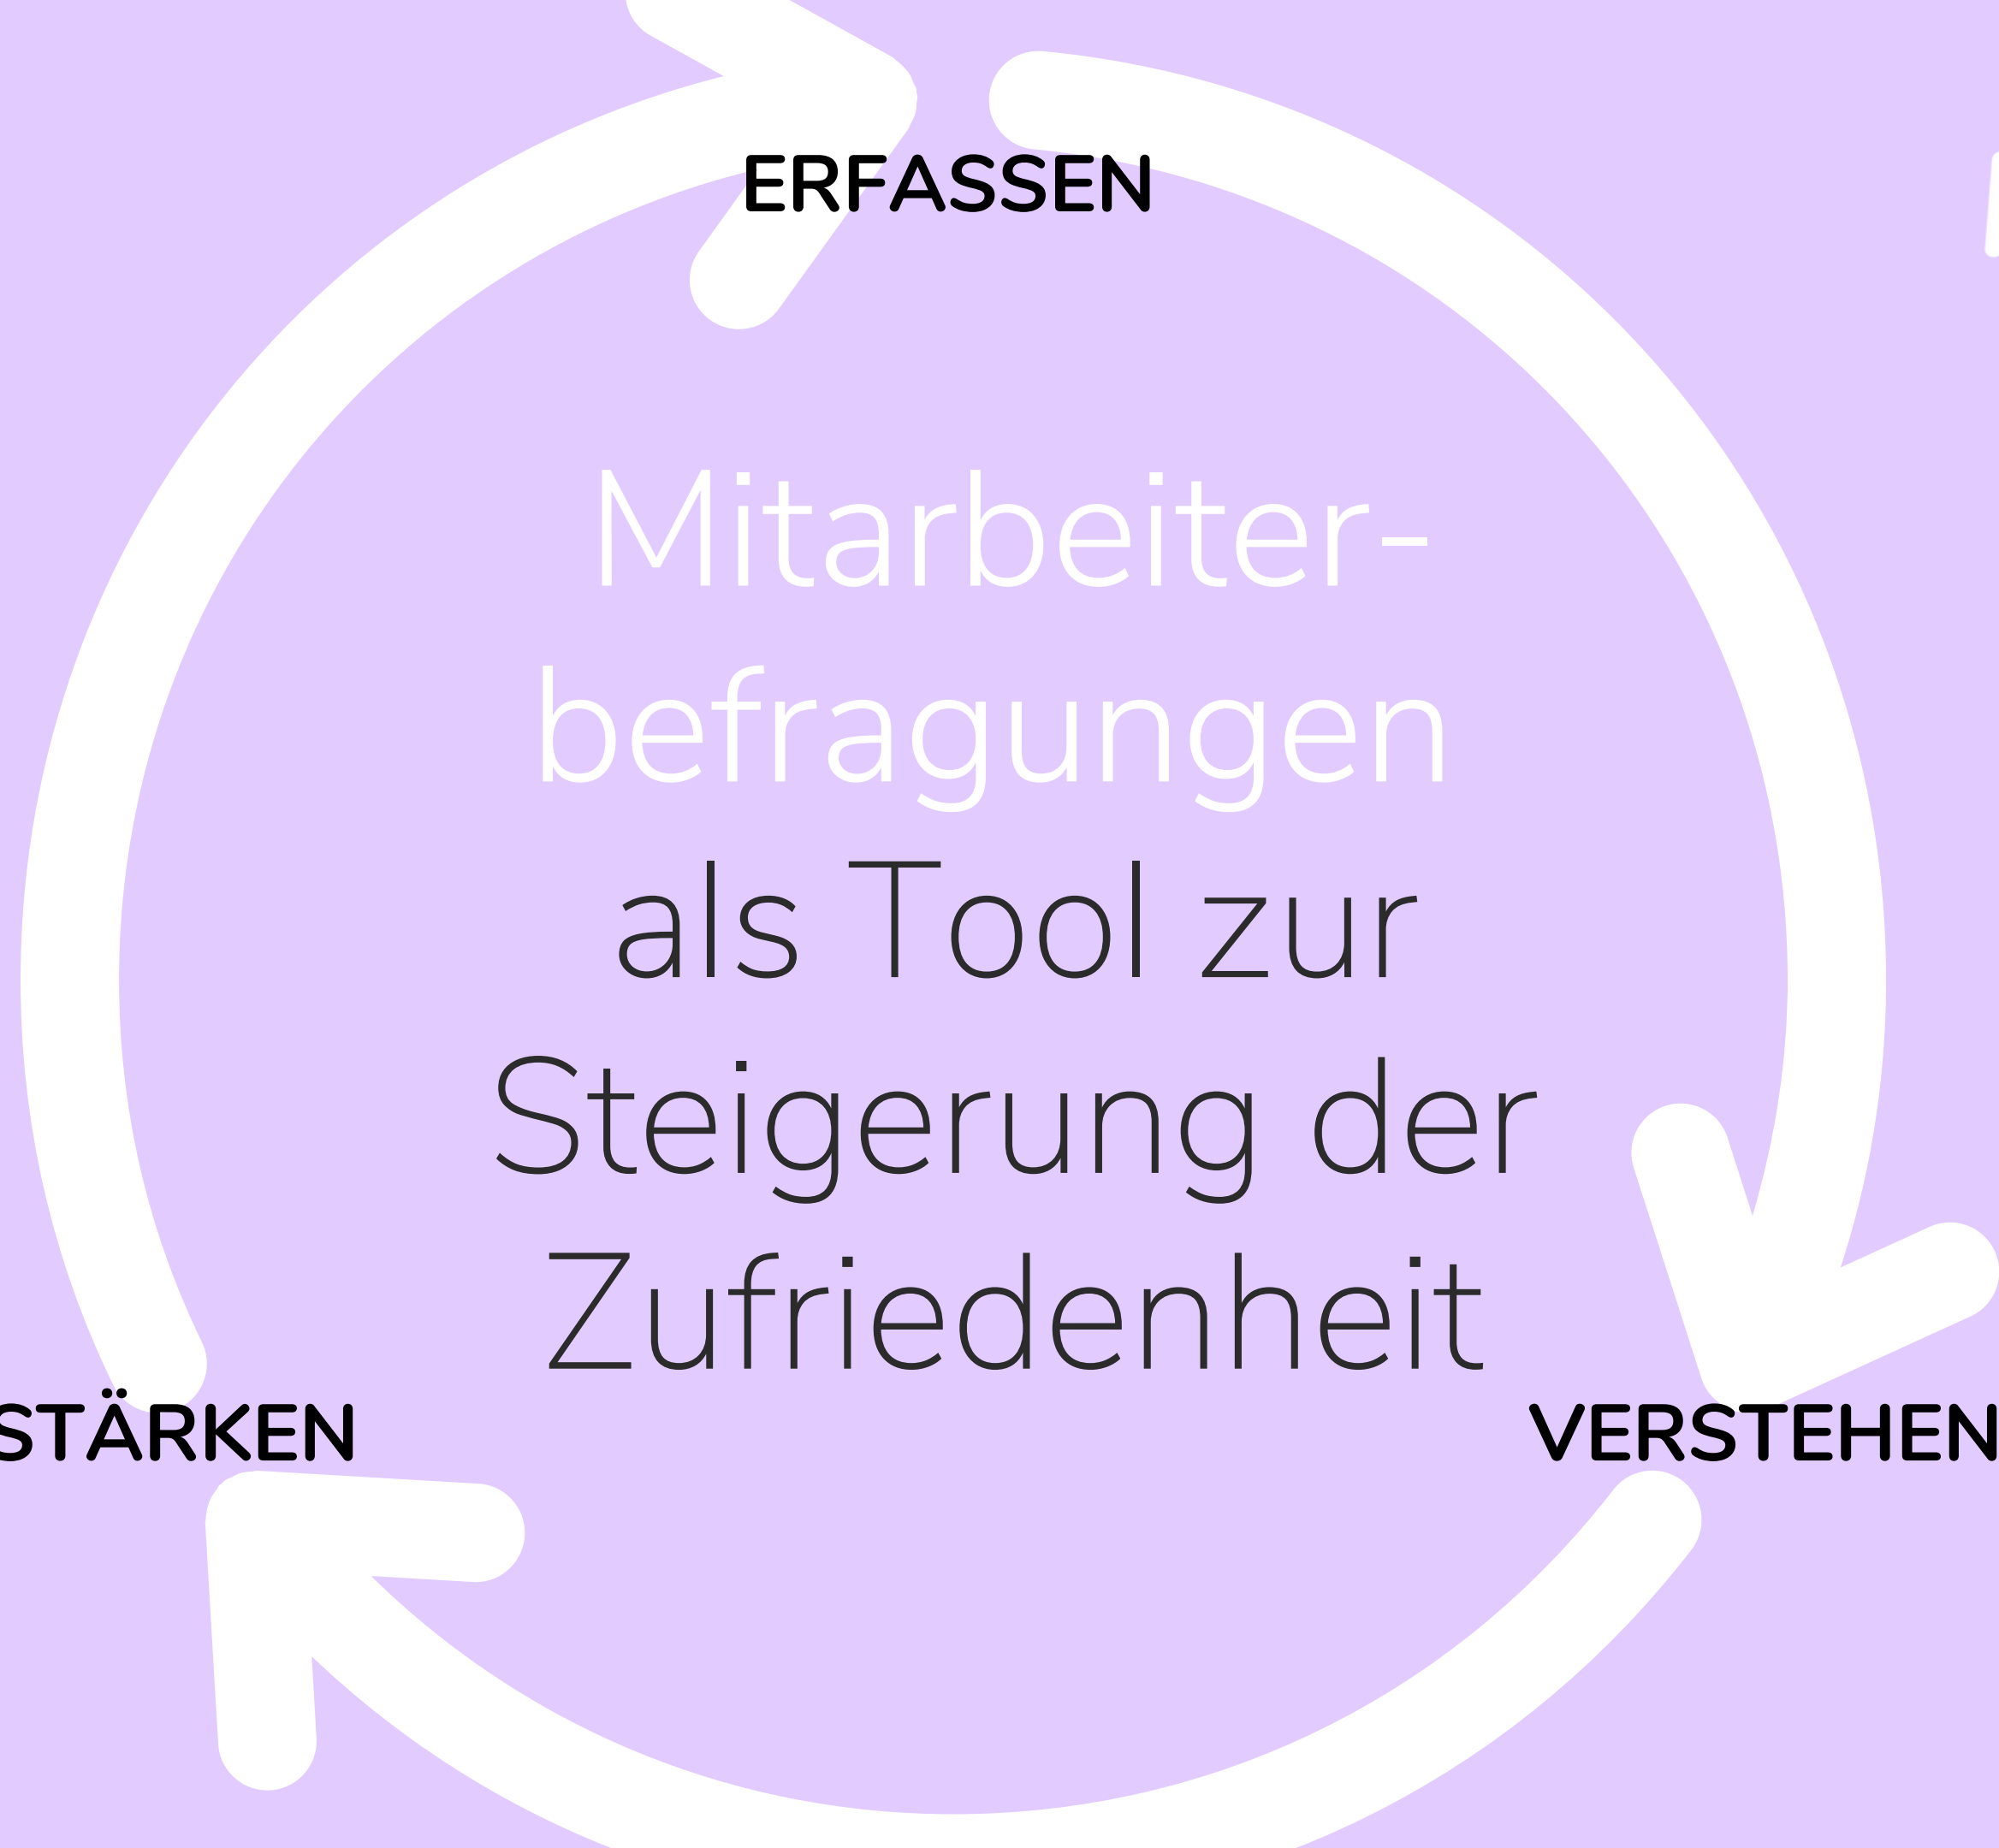 ERFASSEN
Mitarbeiter-
befragungen
als Tool zur
Steigerung der
Zufriedenheit
STÄRKEN
VERSTEHEN